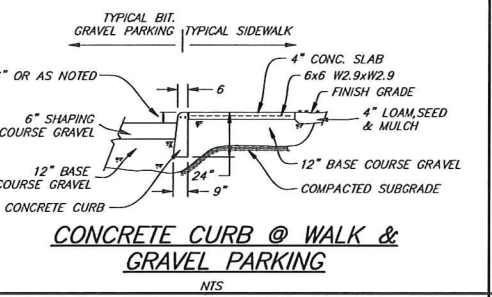 TYPICAL BIT.
GRAVEL PARKING
TYPICAL SIDEWALK
" OR AS NOTED
6
4" CONC. SLAB
6x6 W2.9xW2.9
FINISH GRADE
6" SHAPING
COURSE GRAVEL
4" LOAM,SEED
& MULCH
12" BASE
COURSE GRAVEL
24"
12" BASE COURSE GRAVEL
COMPACTED SUBGRADE
CONCRETE CURB
9"
CONCRETE CURB @ WALK &
GRAVEL PARKING
NTS